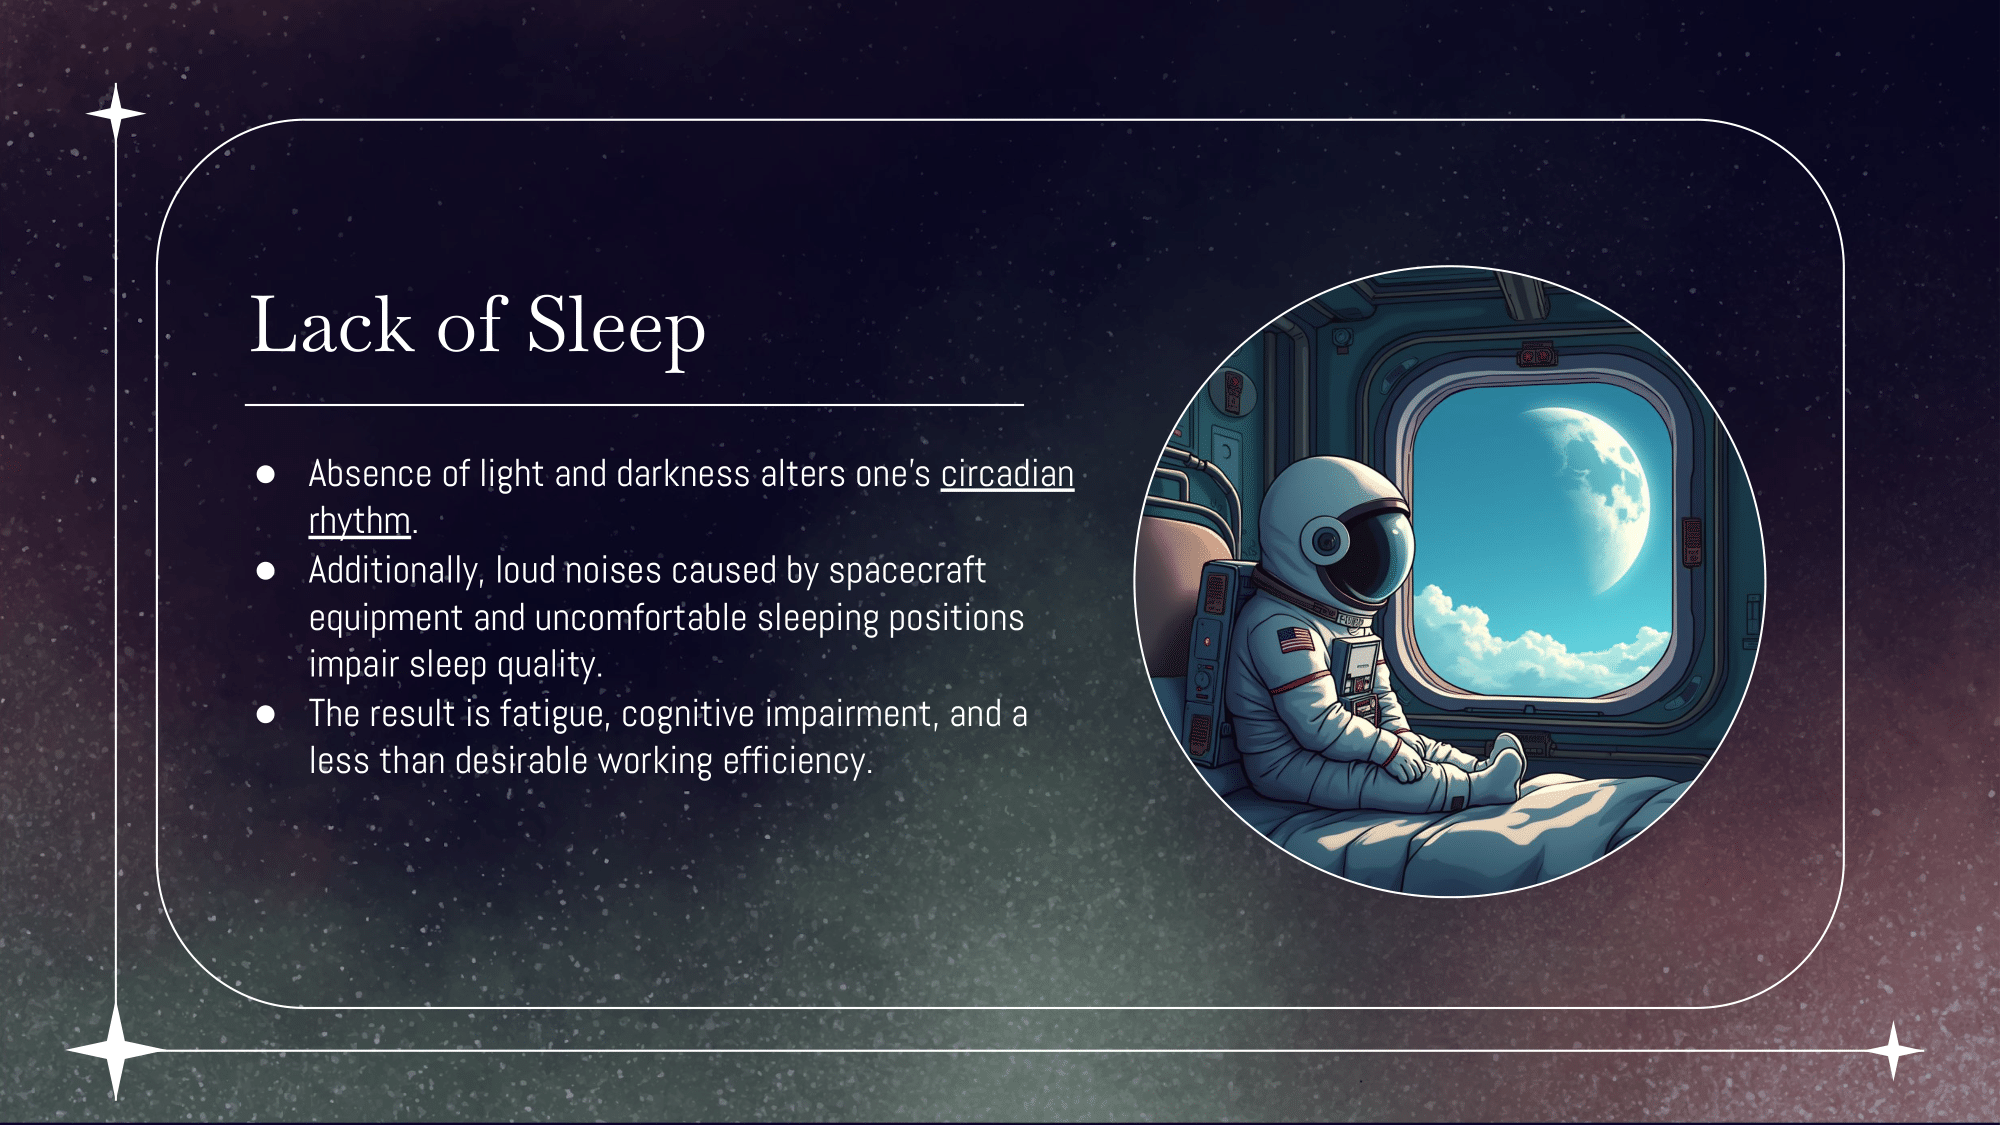 Lack of Sleep
● Absence of light and darkness alters one's circadian
rhythm.
● Additionally, loud noises caused by spacecraft
equipment and uncomfortable sleeping positions
impair sleep quality.
● The result is fatigue, cognitive impairment, and a
less than desirable working efficiency.